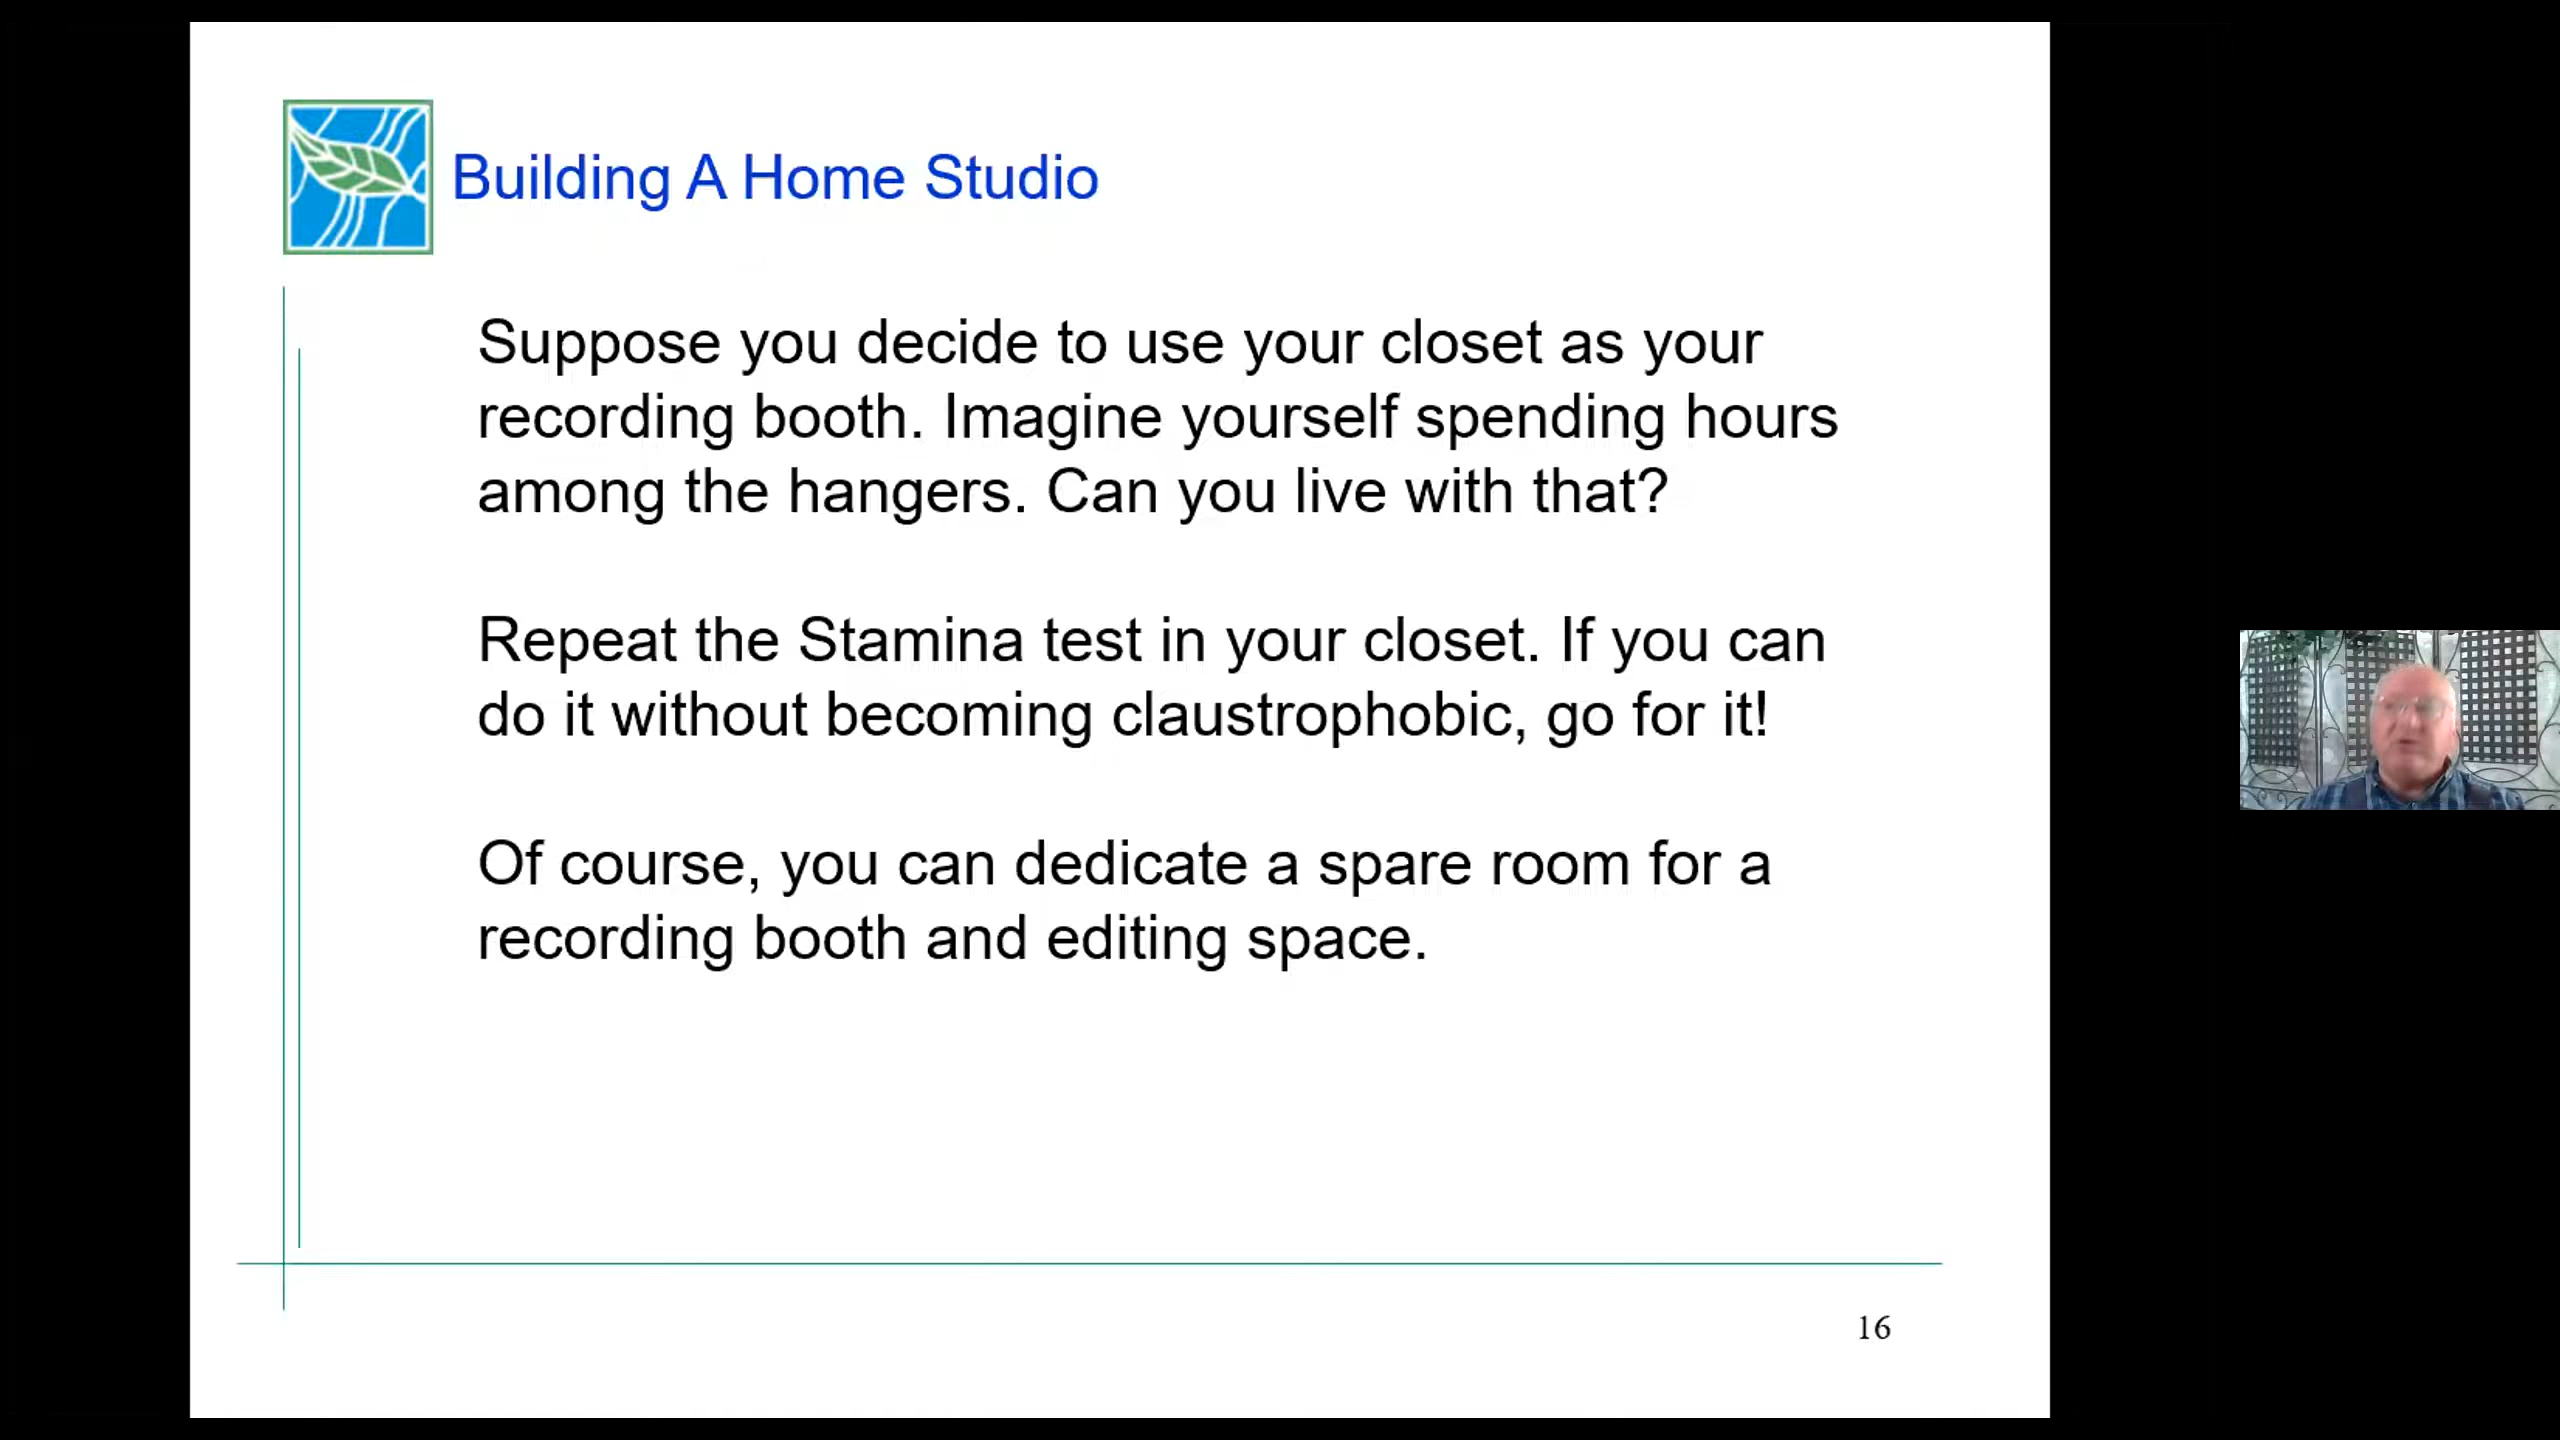 Building A Home Studio
Suppose you decide to use your closet as your
recording booth. Imagine yourself spending hours
among the hangers. Can you live with that?
Repeat the Stamina test in your closet. If you can
do it without becoming claustrophobic, go for it!
Of course, you can dedicate a spare room for a
recording booth and editing space.
16